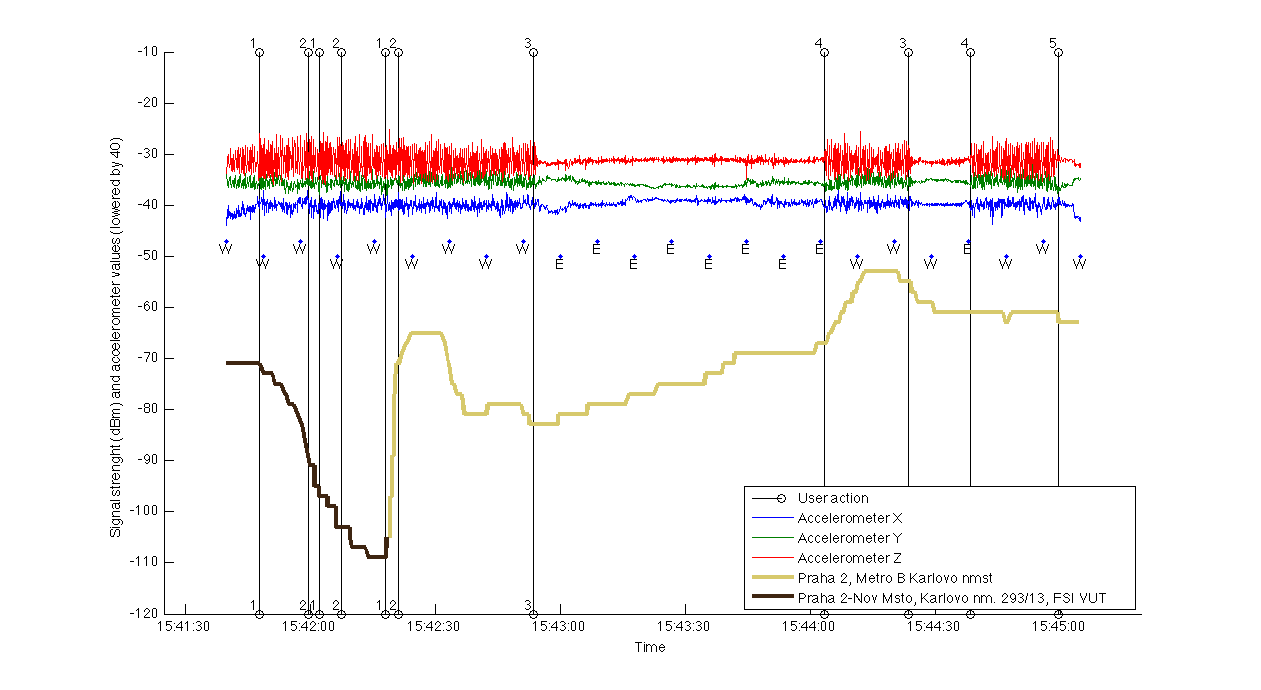 1 2 1 2 1 2 3 4 3 4 5
-10
-20
-30
-40
-50
-60
-70
-80
-90
-100
-110
-120
Signal strenght (dBm) and accelerometer values (lowered by 40)
W W W W W E E E E W E W
W W W W E E E E W W W W
User action
Accelerometer X
Accelerometer Y
Accelerometer Z
Praha 2, Metro B Karlovo nmst
Praha 2-Nov Msto, Karlovo nm. 293/13, FSI VUT
1 2 1 2 1 2 3
15:41:30 15:42:00 15:42:30 15:43:00 15:43:30 15:44:00 15:44:30 15:45:00
Time